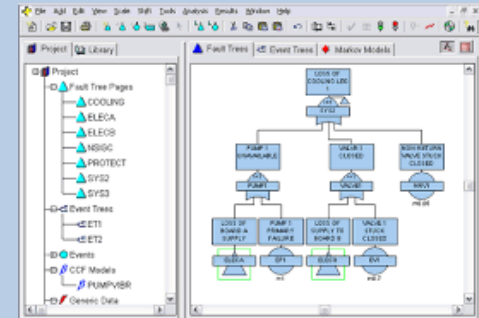 File Edit Add View Scale Shift Tools Analysis Results Window Help
Project Library
Fault Trees Event Trees Markov Models
Project
Fault Tree Pages
COOLING
ELECA
ELECB
NSIGC
PROTECT
SYS2
SYS3
Event Trees
ET1
ET2
Events
CCF Models
PUMPVIBR
Generic Data
LOSS OF
COOLING LEG
1
SYS2
PUMP 1
UNAVAILABLE
VALVE 1
CLOSED
NON RETURN
VALVE STUCK
CLOSED
PUMP1
VALVE1
NRV1
LOSS OF
BOARD A
SUPPLY
PUMP 1
PRIMARY
FAILURE
LOSS OF
SUPPLY TO
BOARD B
VALVE 1
STUCK
CLOSED
ELECA
EP1
ELECB
EV1